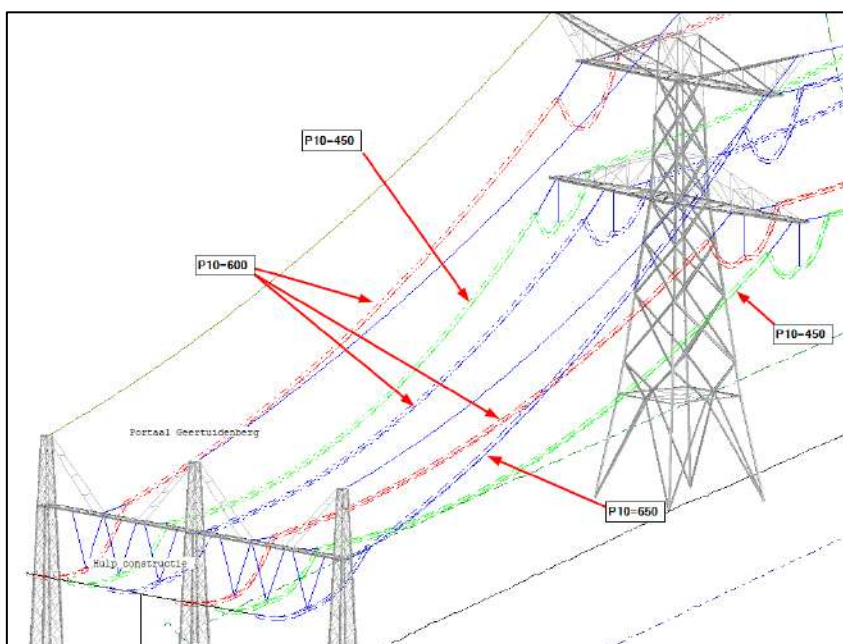 P10-450
P10-600
P10-450
Portaal Geertuidenberg
P10=650
Hulp constructie